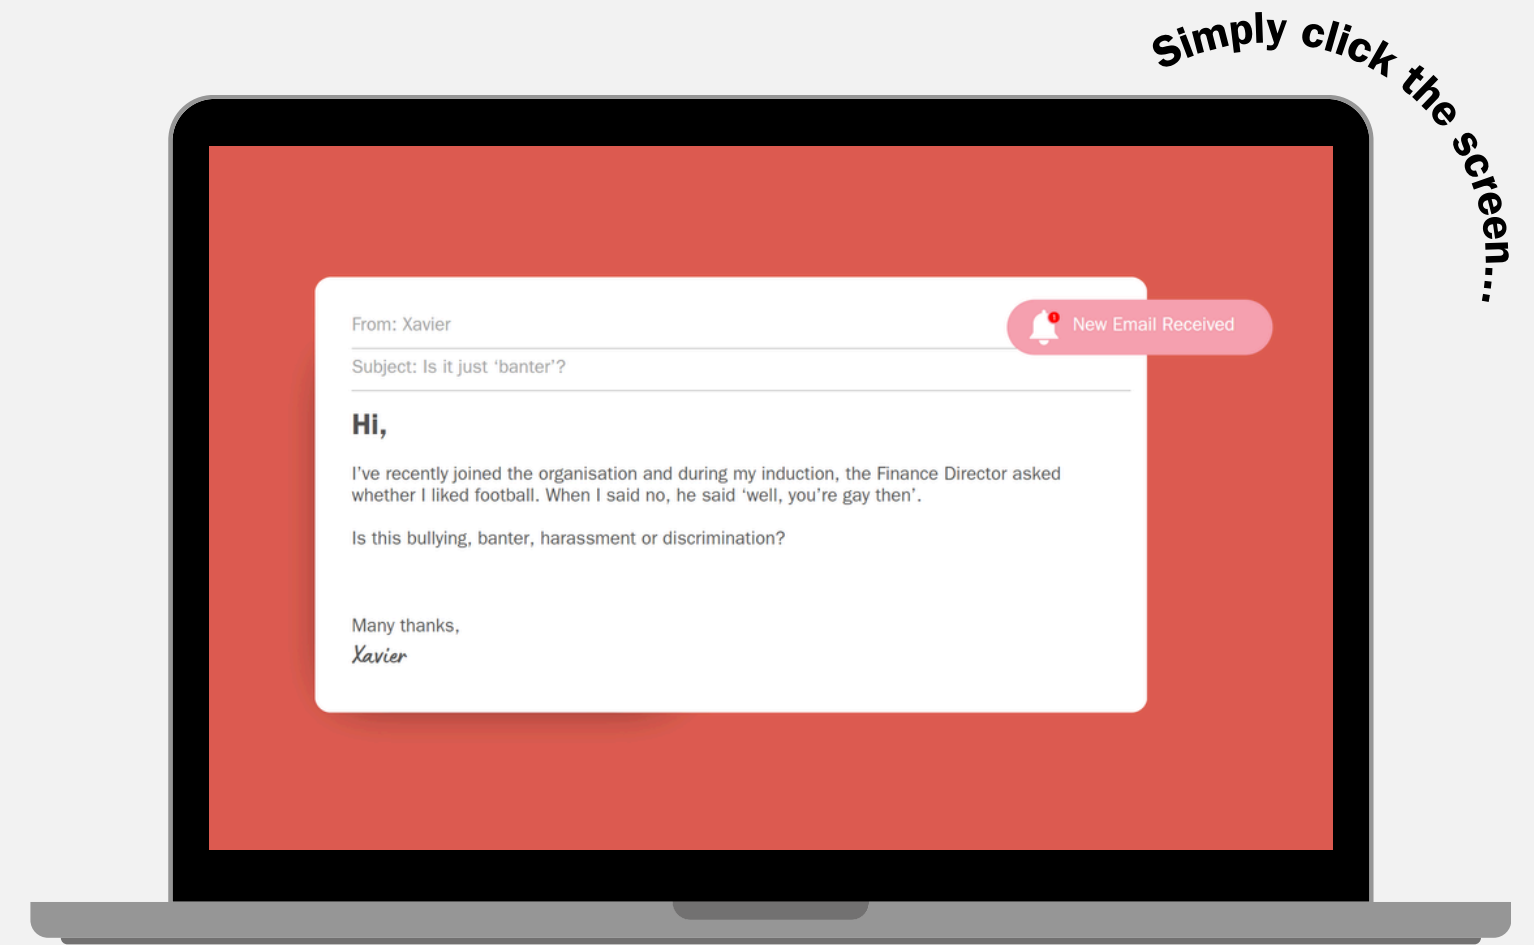 Simply click the screen...
From: Xavier
New Email Received
Subject: Is it just ‘banter’?
Hi,
I’ve recently joined the organisation and during my induction, the Finance Director asked
whether I liked football. When I said no, he said ‘well, you’re gay then’.
Is this bullying, banter, harassment or discrimination?
Many thanks,
Xavier